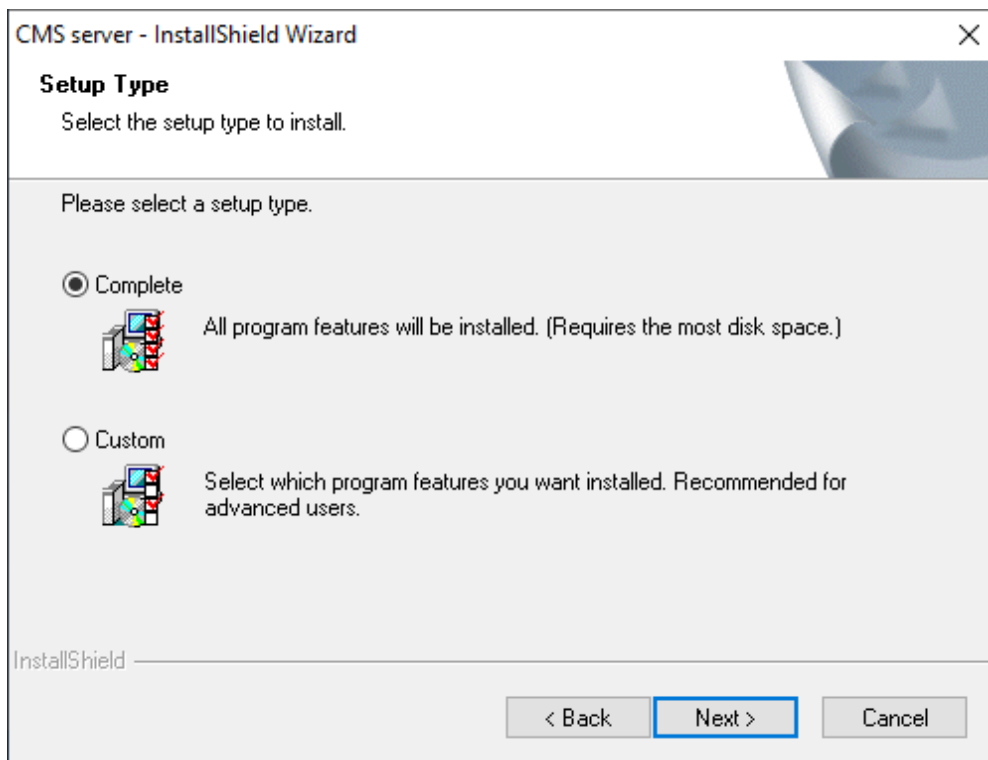 CMS server - InstallShield Wizard
Setup Type
Select the setup type to install.
Please select a setup type.
Complete
All program features will be installed. (Requires the most disk space.)
Custom
Select which program features you want installed. Recommended for
advanced users.
InstallShield
< Back
Next >
Cancel